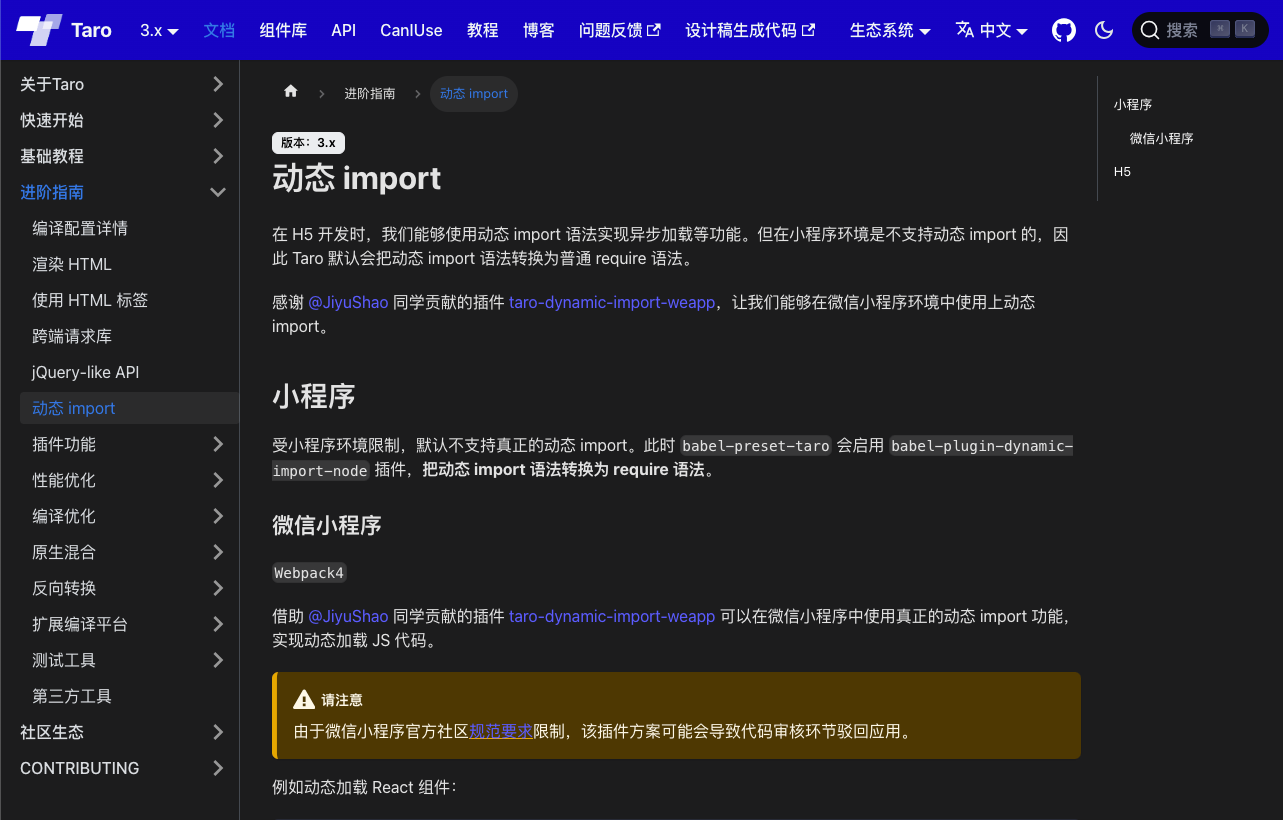 Taro
3.x
文档
组件库
API
CanIUse
教程
博客
问题反馈
设计稿生成代码
生态系统
中文
搜索
⌘ K
关于Taro
快速开始
基础教程
进阶指南
编译配置详情
渲染 HTML
使用 HTML 标签
跨端请求库
jQuery-like API
动态 import
插件功能
性能优化
编译优化
原生混合
反向转换
扩展编译平台
测试工具
第三方工具
社区生态
CONTRIBUTING
进阶指南
动态 import
版本：3.x
动态 import
在 H5 开发时，我们能够使用动态 import 语法实现异步加载等功能。但在小程序环境是不支持动态 import 的，因
此 Taro 默认会把动态 import 语法转换为普通 require 语法。
感谢 @JiyuShao 同学贡献的插件 taro-dynamic-import-weapp，让我们能够在微信小程序环境中使用上动态
import。
小程序
受小程序环境限制，默认不支持真正的动态 import。此时 babel-preset-taro 会启用 babel-plugin-dynamic-
import-node 插件，把动态 import 语法转换为 require 语法。
微信小程序
Webpack4
借助 @JiyuShao 同学贡献的插件 taro-dynamic-import-weapp 可以在微信小程序中使用真正的动态 import 功能，
实现动态加载 JS 代码。
请注意
由于微信小程序官方社区规范要求限制，该插件方案可能会导致代码审核环节驳回应用。
例如动态加载 React 组件：
小程序
微信小程序
H5